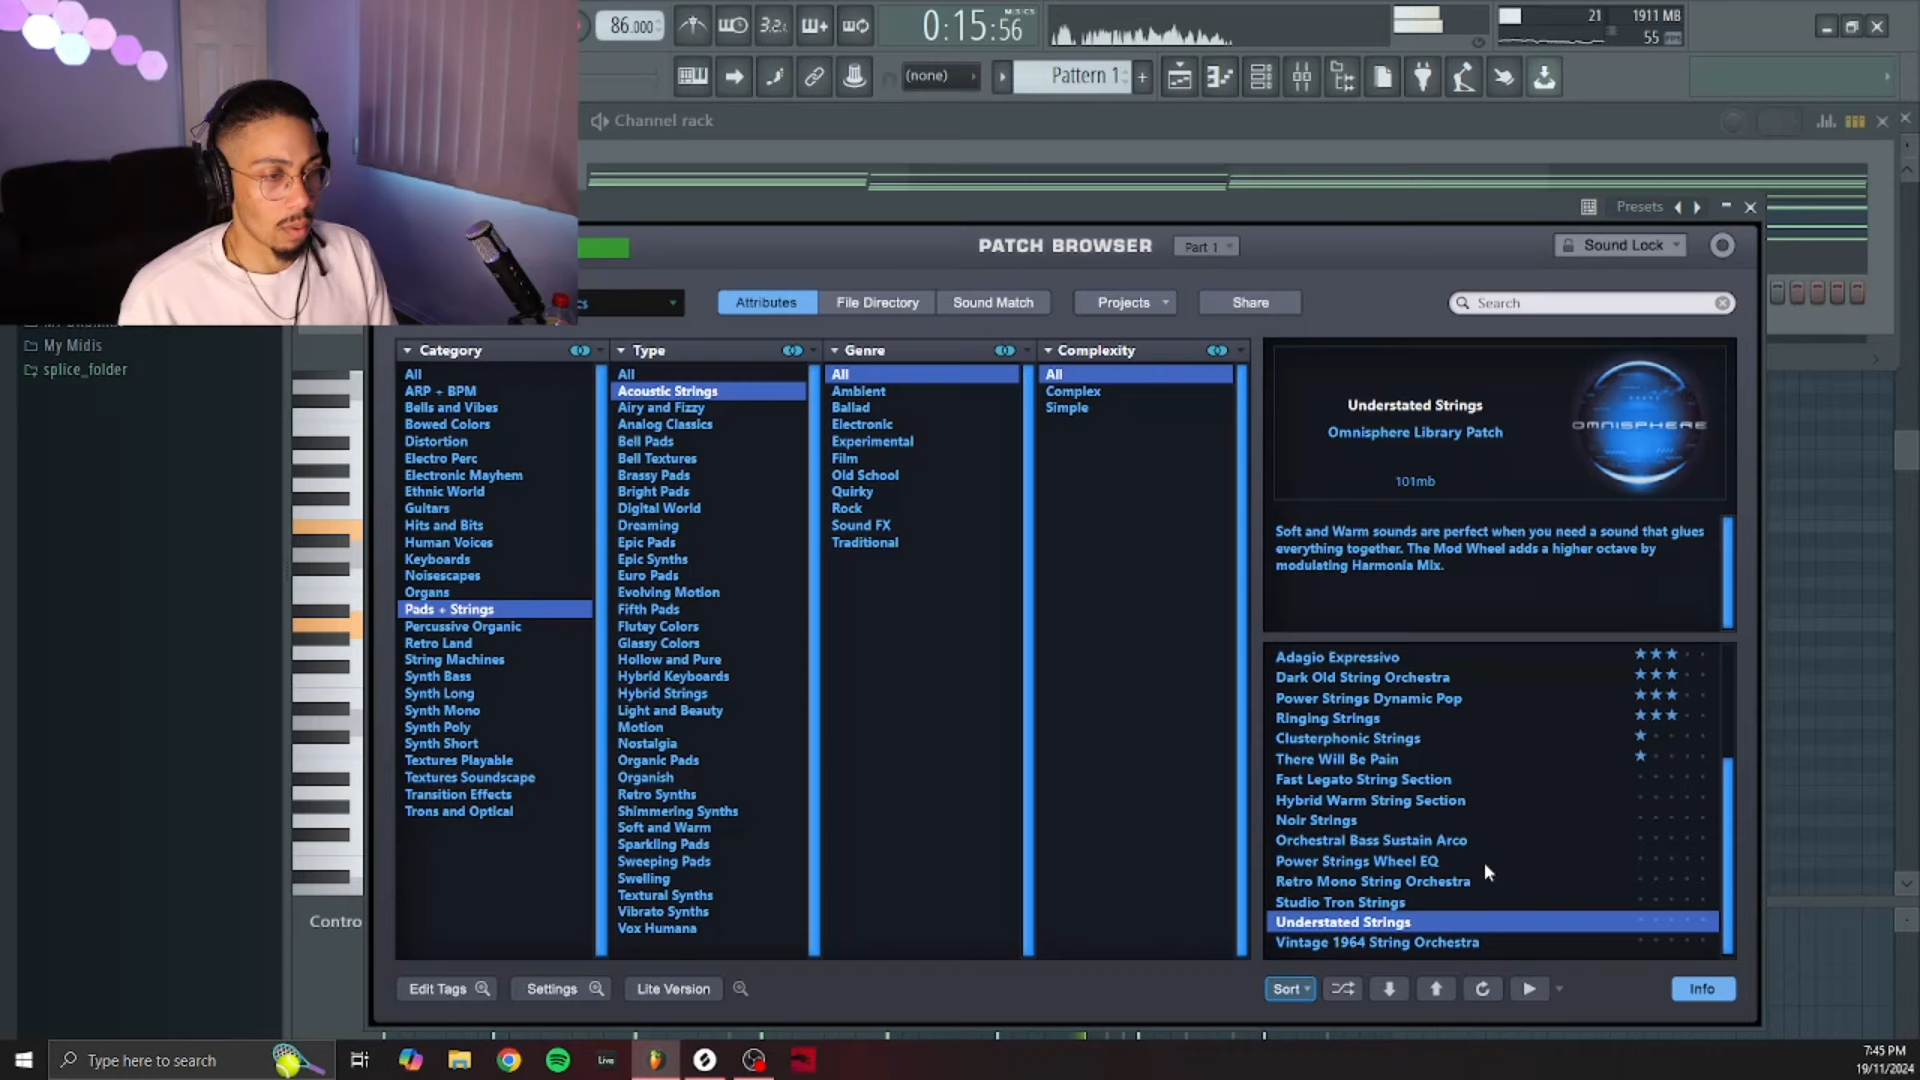 86.000
3.2.
0:15:56
M:S:CS
21
1911 MB
55
(none)
Pattern 1
Channel rack
Presets
PATCH BROWSER
Part 1
Sound Lock
Attributes
File Directory
Sound Match
Projects
Share
Search
My Midis
splice_folder
Category
All
ARP + BPM
Bells and Vibes
Bowed Colors
Distortion
Electro Perc
Electronic Mayhem
Ethnic World
Guitars
Hits and Bits
Human Voices
Keyboards
Noisescapes
Organs
Pads + Strings
Percussive Organic
Retro Land
String Machines
Synth Bass
Synth Long
Synth Mono
Synth Poly
Synth Short
Textures Playable
Textures Soundscape
Transition Effects
Trons and Optical
Type
All
Acoustic Strings
Airy and Fizzy
Analog Classics
Bell Pads
Bell Textures
Brassy Pads
Bright Pads
Digital World
Dreaming
Epic Pads
Epic Synths
Euro Pads
Evolving Motion
Fifth Pads
Flutey Colors
Glassy Colors
Hollow and Pure
Hybrid Keyboards
Hybrid Strings
Light and Beauty
Motion
Nostalgia
Organic Pads
Organish
Retro Synths
Shimmering Synths
Soft and Warm
Sparkling Pads
Sweeping Pads
Swelling
Textural Synths
Vibrato Synths
Vox Humana
Genre
All
Ambient
Ballad
Electronic
Experimental
Film
Old School
Quirky
Rock
Sound FX
Traditional
Complexity
All
Complex
Simple
Understated Strings
Omnisphere Library Patch
101mb
OMNISPHERE
Soft and Warm sounds are perfect when you need a sound that glues
everything together. The Mod Wheel adds a higher octave by
modulating Harmonia Mix.
Adagio Expressivo
Dark Old String Orchestra
Power Strings Dynamic Pop
Ringing Strings
Clusterphonic Strings
There Will Be Pain
Fast Legato String Section
Hybrid Warm String Section
Noir Strings
Orchestral Bass Sustain Arco
Power Strings Wheel EQ
Retro Mono String Orchestra
Studio Tron Strings
Understated Strings
Vintage 1964 String Orchestra
Contro
Edit Tags
Settings
Lite Version
Sort
Info
Type here to search
Live
7:45 PM
19/11/2024